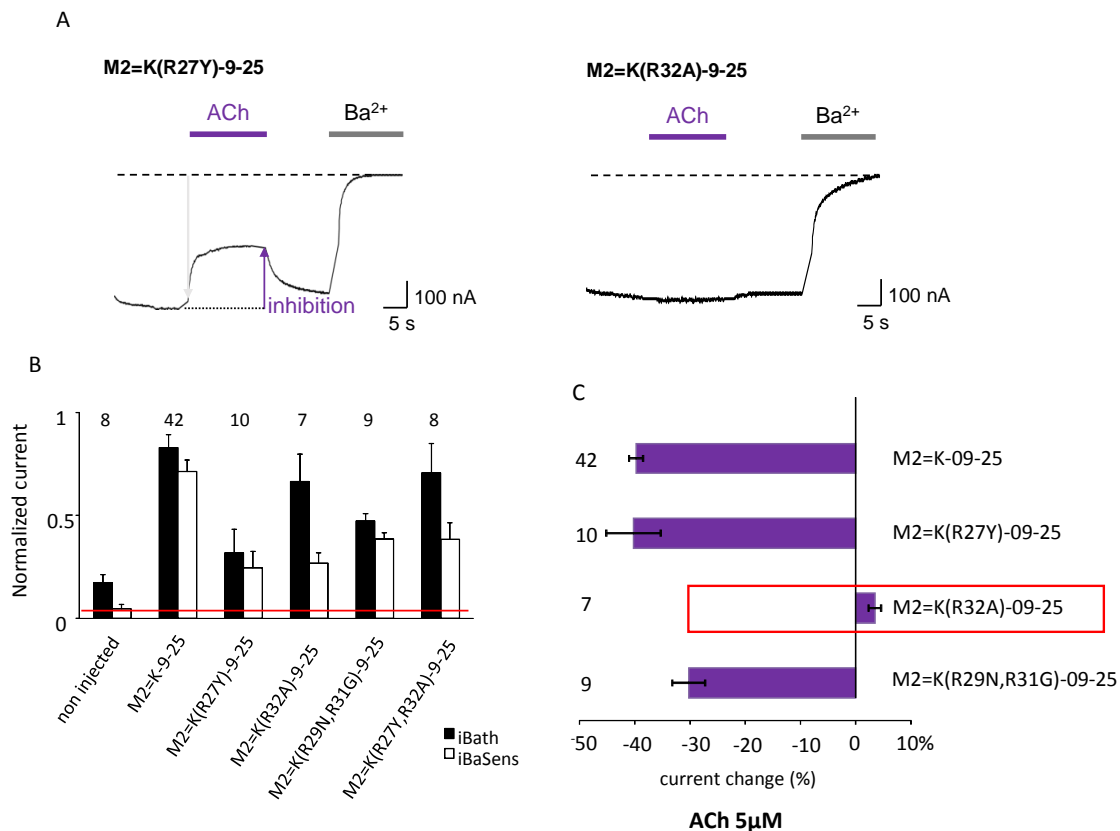 A
M2=K(R27Y)-9-25
ACh
Ba2+
inhibition
100 nA
5 s
M2=K(R32A)-9-25
ACh
Ba2+
100 nA
5 s
B
Normalized current
1
0.5
0
8
42
10
7
9
8
non injected
M2=K-9-25
M2=K(R27Y)-9-25
M2=K(R32A)-9-25
M2=K(R29N,R31G)-9-25
M2=K(R27Y,R32A)-9-25
iBath
iBaSens
C
42
M2=K-09-25
10
M2=K(R27Y)-09-25
7
M2=K(R32A)-09-25
9
M2=K(R29N,R31G)-09-25
-50
-40
-30
-20
-10
0
10%
current change (%)
ACh 5µM